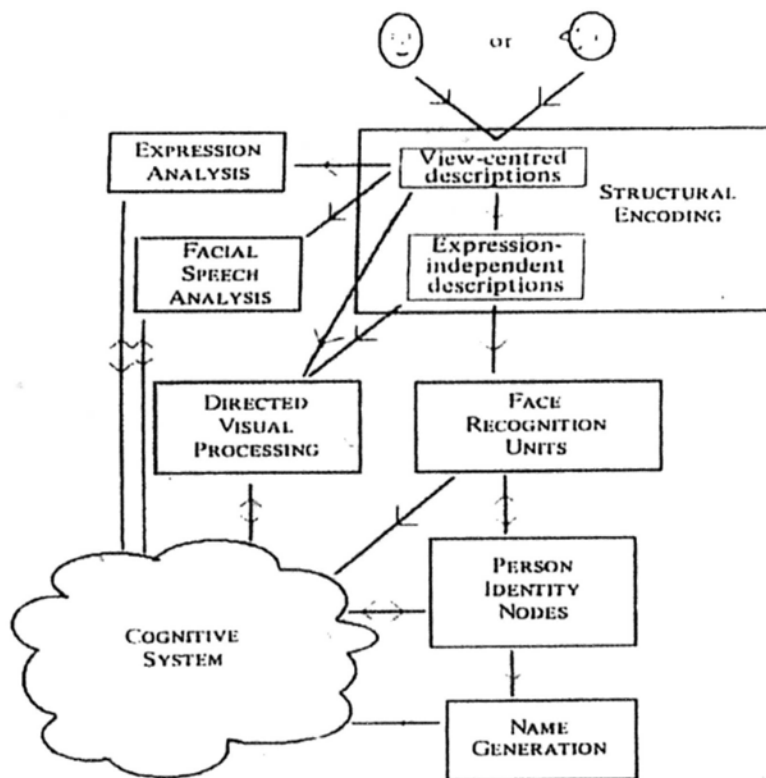 or
EXPRESSION
ANALYSIS
View-centred
descriptions
STRUCTURAL
ENCODING
FACIAL
SPEECH
ANALYSIS
Expression-
independent
descriptions
DIRECTED
VISUAL
PROCESSING
FACE
RECOGNITION
UNITS
COGNITIVE
SYSTEM
PERSON
IDENTITY
NODES
NAME
GENERATION